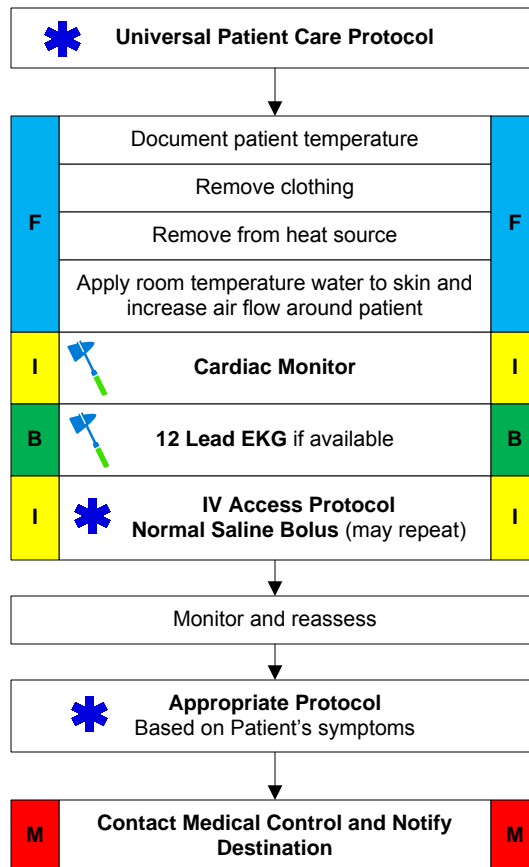 Universal Patient Care Protocol
Document patient temperature
Remove clothing
F F
Remove from heat source
Apply room temperature water to skin and
increase air flow around patient
I Cardiac Monitor I
B 12 Lead EKG if available B
IV Access Protocol
I I
Normal Saline Bolus (may repeat)
Monitor and reassess
Appropriate Protocol
Based on Patient's symptoms
M Contact Medical Control and Notify M
Destination